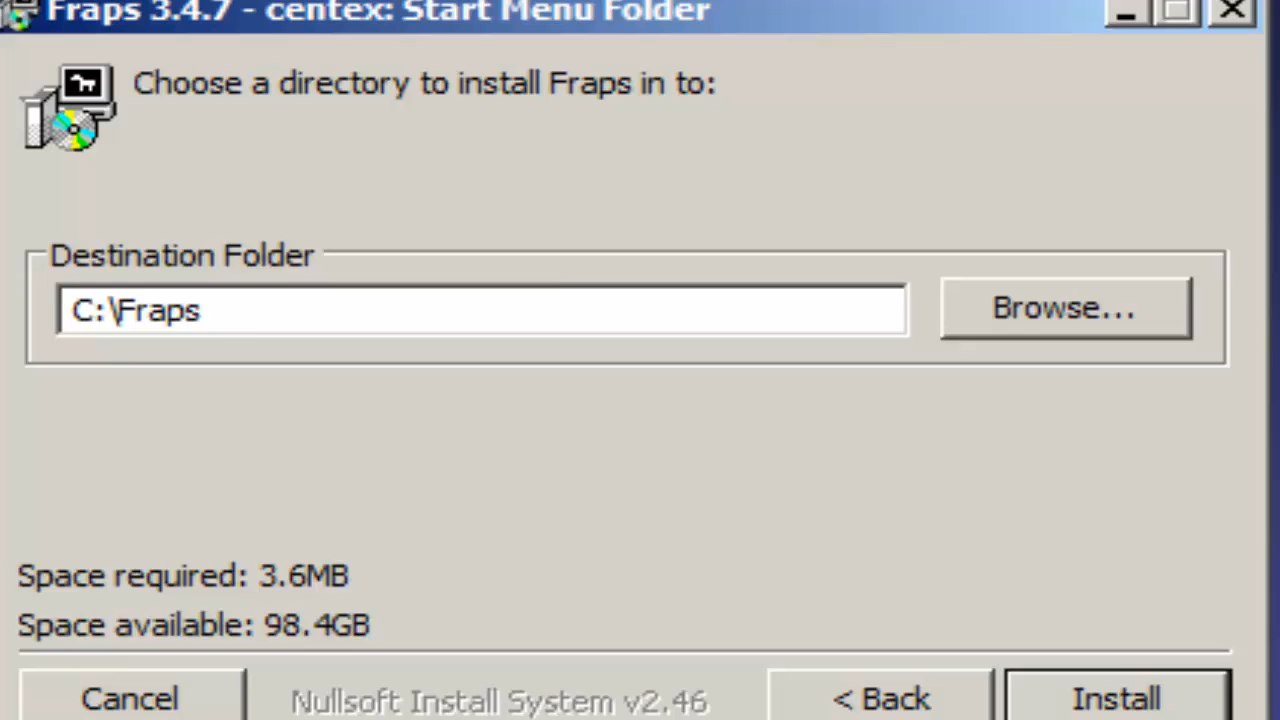 Fraps 3.4.7 - centex: Start Menu Folder
Choose a directory to install Fraps in to:
Destination Folder
C:\Fraps
Browse...
Space required: 3.6MB
Space available: 98.4GB
Cancel
Nullsoft Install System v2.46
< Back
Install